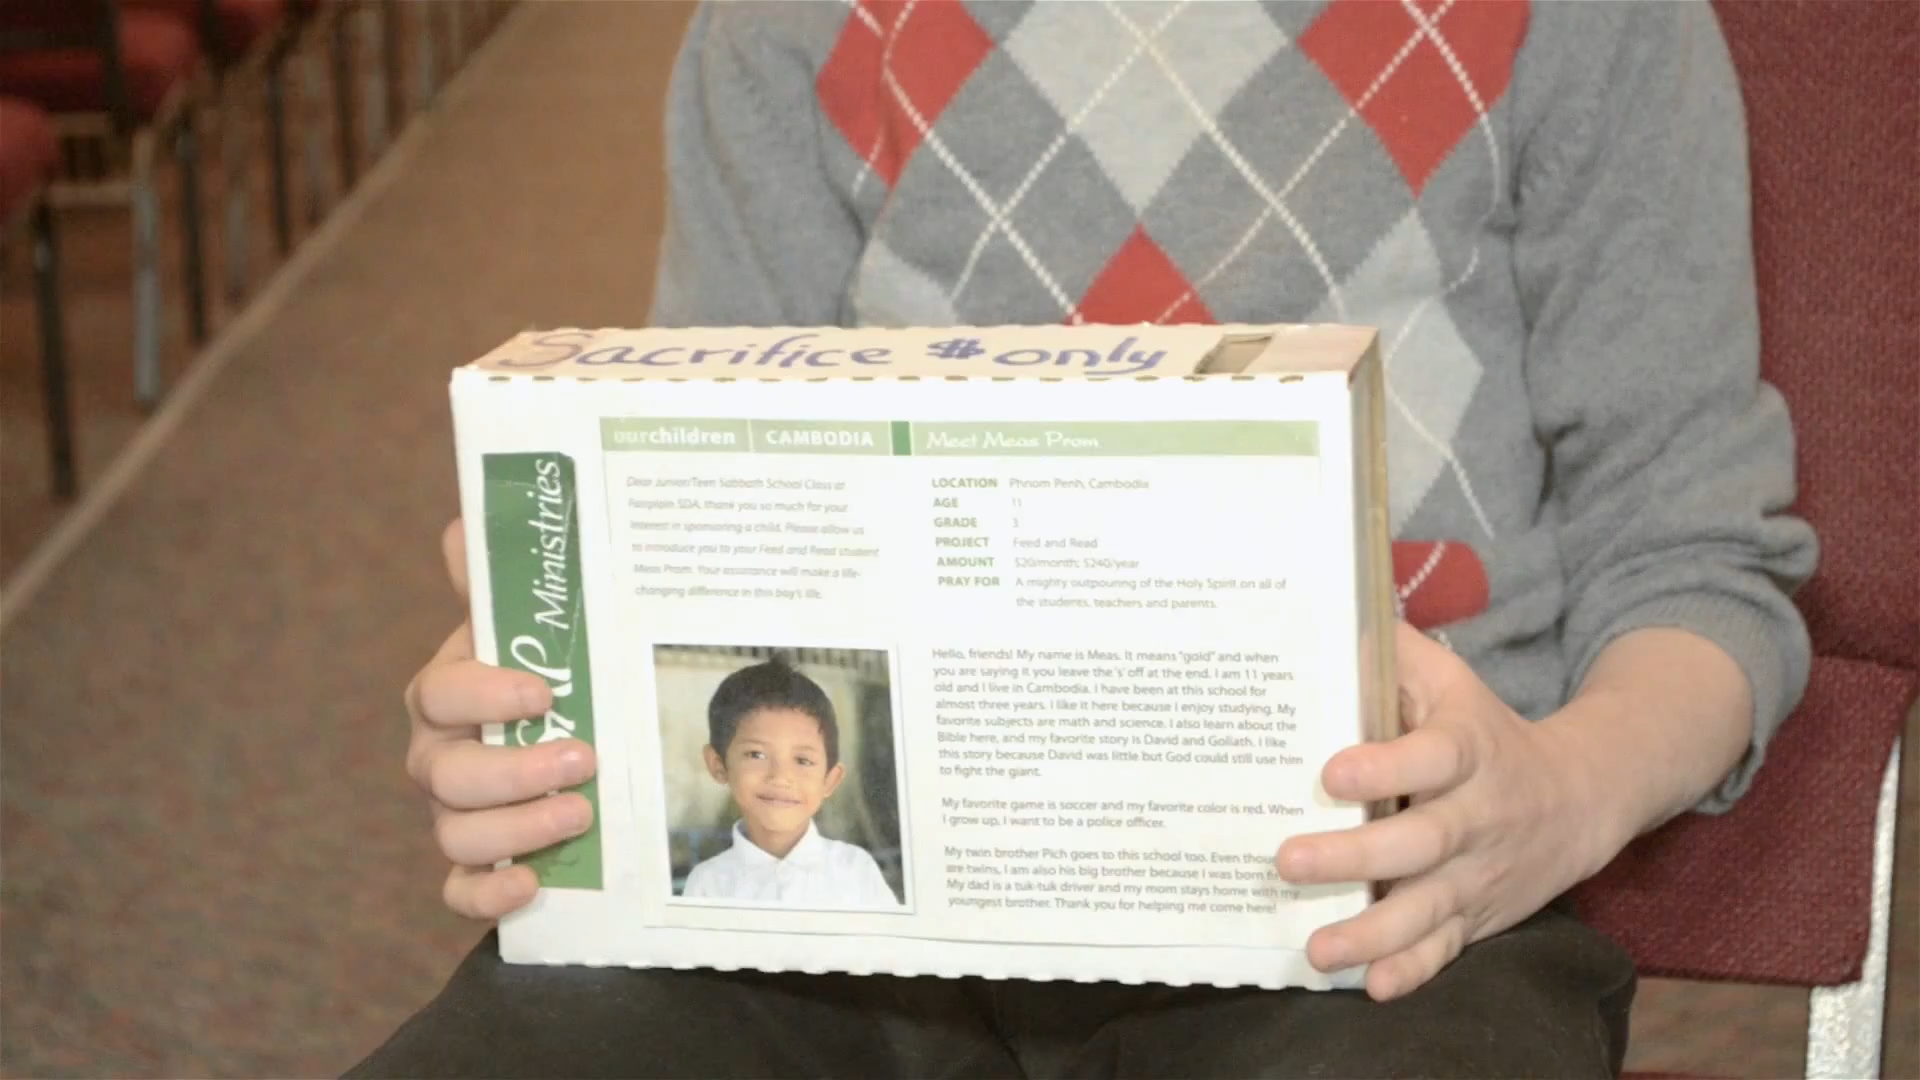 Sacrifice $ only
ourchildren CAMBODIA Meet Meas Prom
ASAP Ministries
Dear Junior/Teen Sabbath School Class at
Fairplain SDA, thank you so much for your
interest in sponsoring a child. Please allow us
to introduce you to your Feed and Read student
Meas Prom. Your assistance will make a life-
changing difference in this boy's life.
LOCATION Phnom Penh, Cambodia
AGE 11
GRADE 3
PROJECT Feed and Read
AMOUNT $20/month; $240/year
PRAY FOR A mighty outpouring of the Holy Spirit on all of
the students, teachers and parents.
Hello, friends! My name is Meas. It means "gold" and when
you are saying it you leave the 's' off at the end. I am 11 years
old and I live in Cambodia. I have been at this school for
almost three years. I like it here because I enjoy studying. My
favorite subjects are math and science. I also learn about the
Bible here, and my favorite story is David and Goliath. I like
this story because David was little but God could still use him
to fight the giant.
My favorite game is soccer and my favorite color is red. When
I grow up, I want to be a police officer.
My twin brother Pich goes to this school too. Even thou
are twins, I am also his big brother because I was born
My dad is a tuk-tuk driver and my mom stays home with my
youngest brother. Thank you for helping me come here!